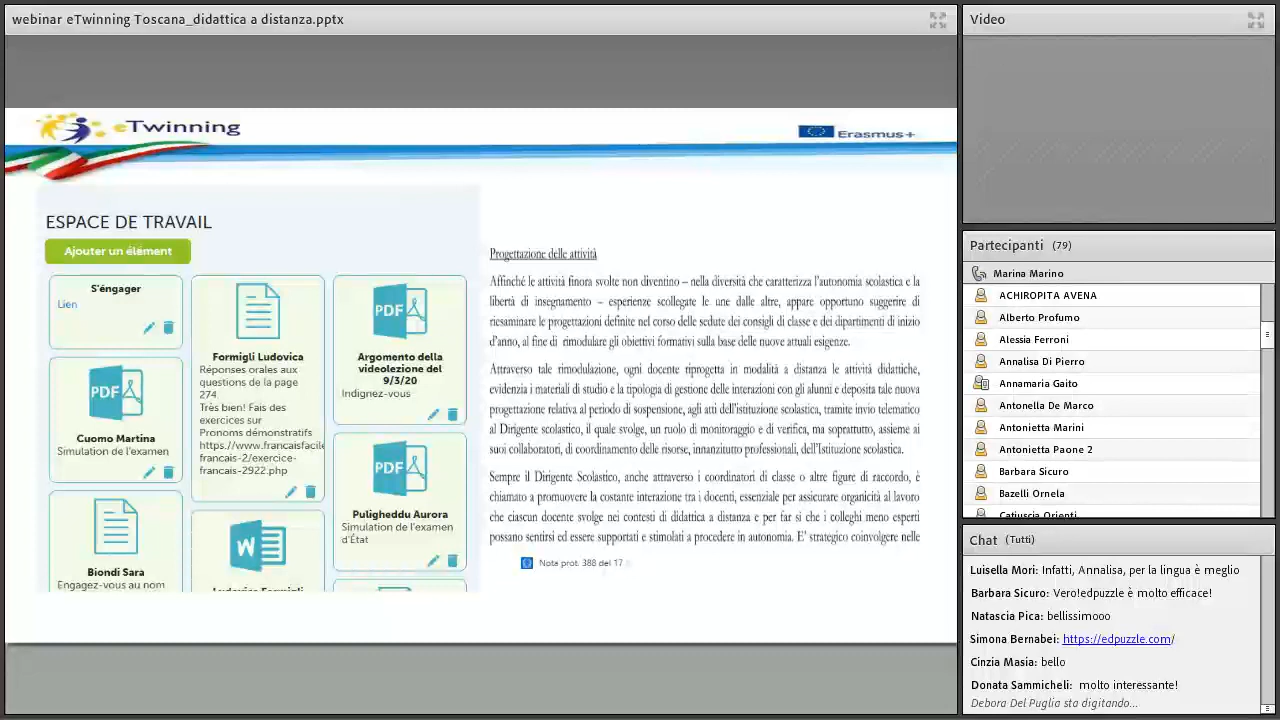 webinar eTwinning Toscana_didattica a distanza.pptx
eTwinning
Erasmus+
ESPACE DE TRAVAIL
Ajouter un élément
S'éngager
Lien
Cuomo Martina
Simulation de l'examen
Biondi Sara
Engagez-vous au nom
Formigli Ludovica
Réponses orales aux
questions de la page
274
Très bien! Fais des
exercices sur
Pronoms démonstratifs
https://www.francaisfacile
francais-2/exercice-
francais-2922.php
Ludovica Formigli
Argomento della
videolezione del
9/3/20
Indignez-vous
Puligheddu Aurora
Simulation de l'examen
d'État
PDF
PDF
PDF
W
Progettazione delle attività
Affinché le attività finora svolte non diventino – nella diversità che caratterizza l'autonomia scolastica e la
libertà di insegnamento – esperienze scollegate le une dalle altre, appare opportuno suggerire di
riesaminare le progettazioni definite nel corso delle sedute dei consigli di classe e dei dipartimenti di inizio
d'anno, al fine di rimodulare gli obiettivi formativi sulla base delle nuove attuali esigenze.
Attraverso tale rimodulazione, ogni docente riprogetta in modalità a distanza le attività didattiche,
evidenzia i materiali di studio e la tipologia di gestione delle interazioni con gli alunni e deposita tale nuova
progettazione relativa al periodo di sospensione, agli atti dell'istituzione scolastica, tramite invio telematico
al Dirigente scolastico, il quale svolge, un ruolo di monitoraggio e di verifica, ma soprattutto, assieme ai
suoi collaboratori, di coordinamento delle risorse, innanzitutto professionali, dell'Istituzione scolastica.
Sempre il Dirigente Scolastico, anche attraverso i coordinatori di classe o altre figure di raccordo, è
chiamato a promuovere la costante interazione tra i docenti, essenziale per assicurare organicità al lavoro
che ciascun docente svolge nei contesti di didattica a distanza e per far sì che i colleghi meno esperti
possano sentirsi ed essere supportati e stimolati a procedere in autonomia. E' strategico coinvolgere nelle
Nota prot. 388 del 17
Video
Partecipanti (79)
Marina Marino
ACHIROPITA AVENA
Alberto Profumo
Alessia Ferroni
Annalisa Di Pierro
Annamaria Gaito
Antonella De Marco
Antonietta Marini
Antonietta Paone 2
Barbara Sicuro
Bazelli Ornela
Catiuscia Orienti
Chat (Tutti)
Luisella Mori: Infatti, Annalisa, per la lingua è meglio
Barbara Sicuro: Vero!edpuzzle è molto efficace!
Natascia Pica: bellissimooo
Simona Bernabei: https://edpuzzle.com/
Cinzia Masia: bello
Donata Sammicheli: molto interessante!
Debora Del Puglia sta digitando...